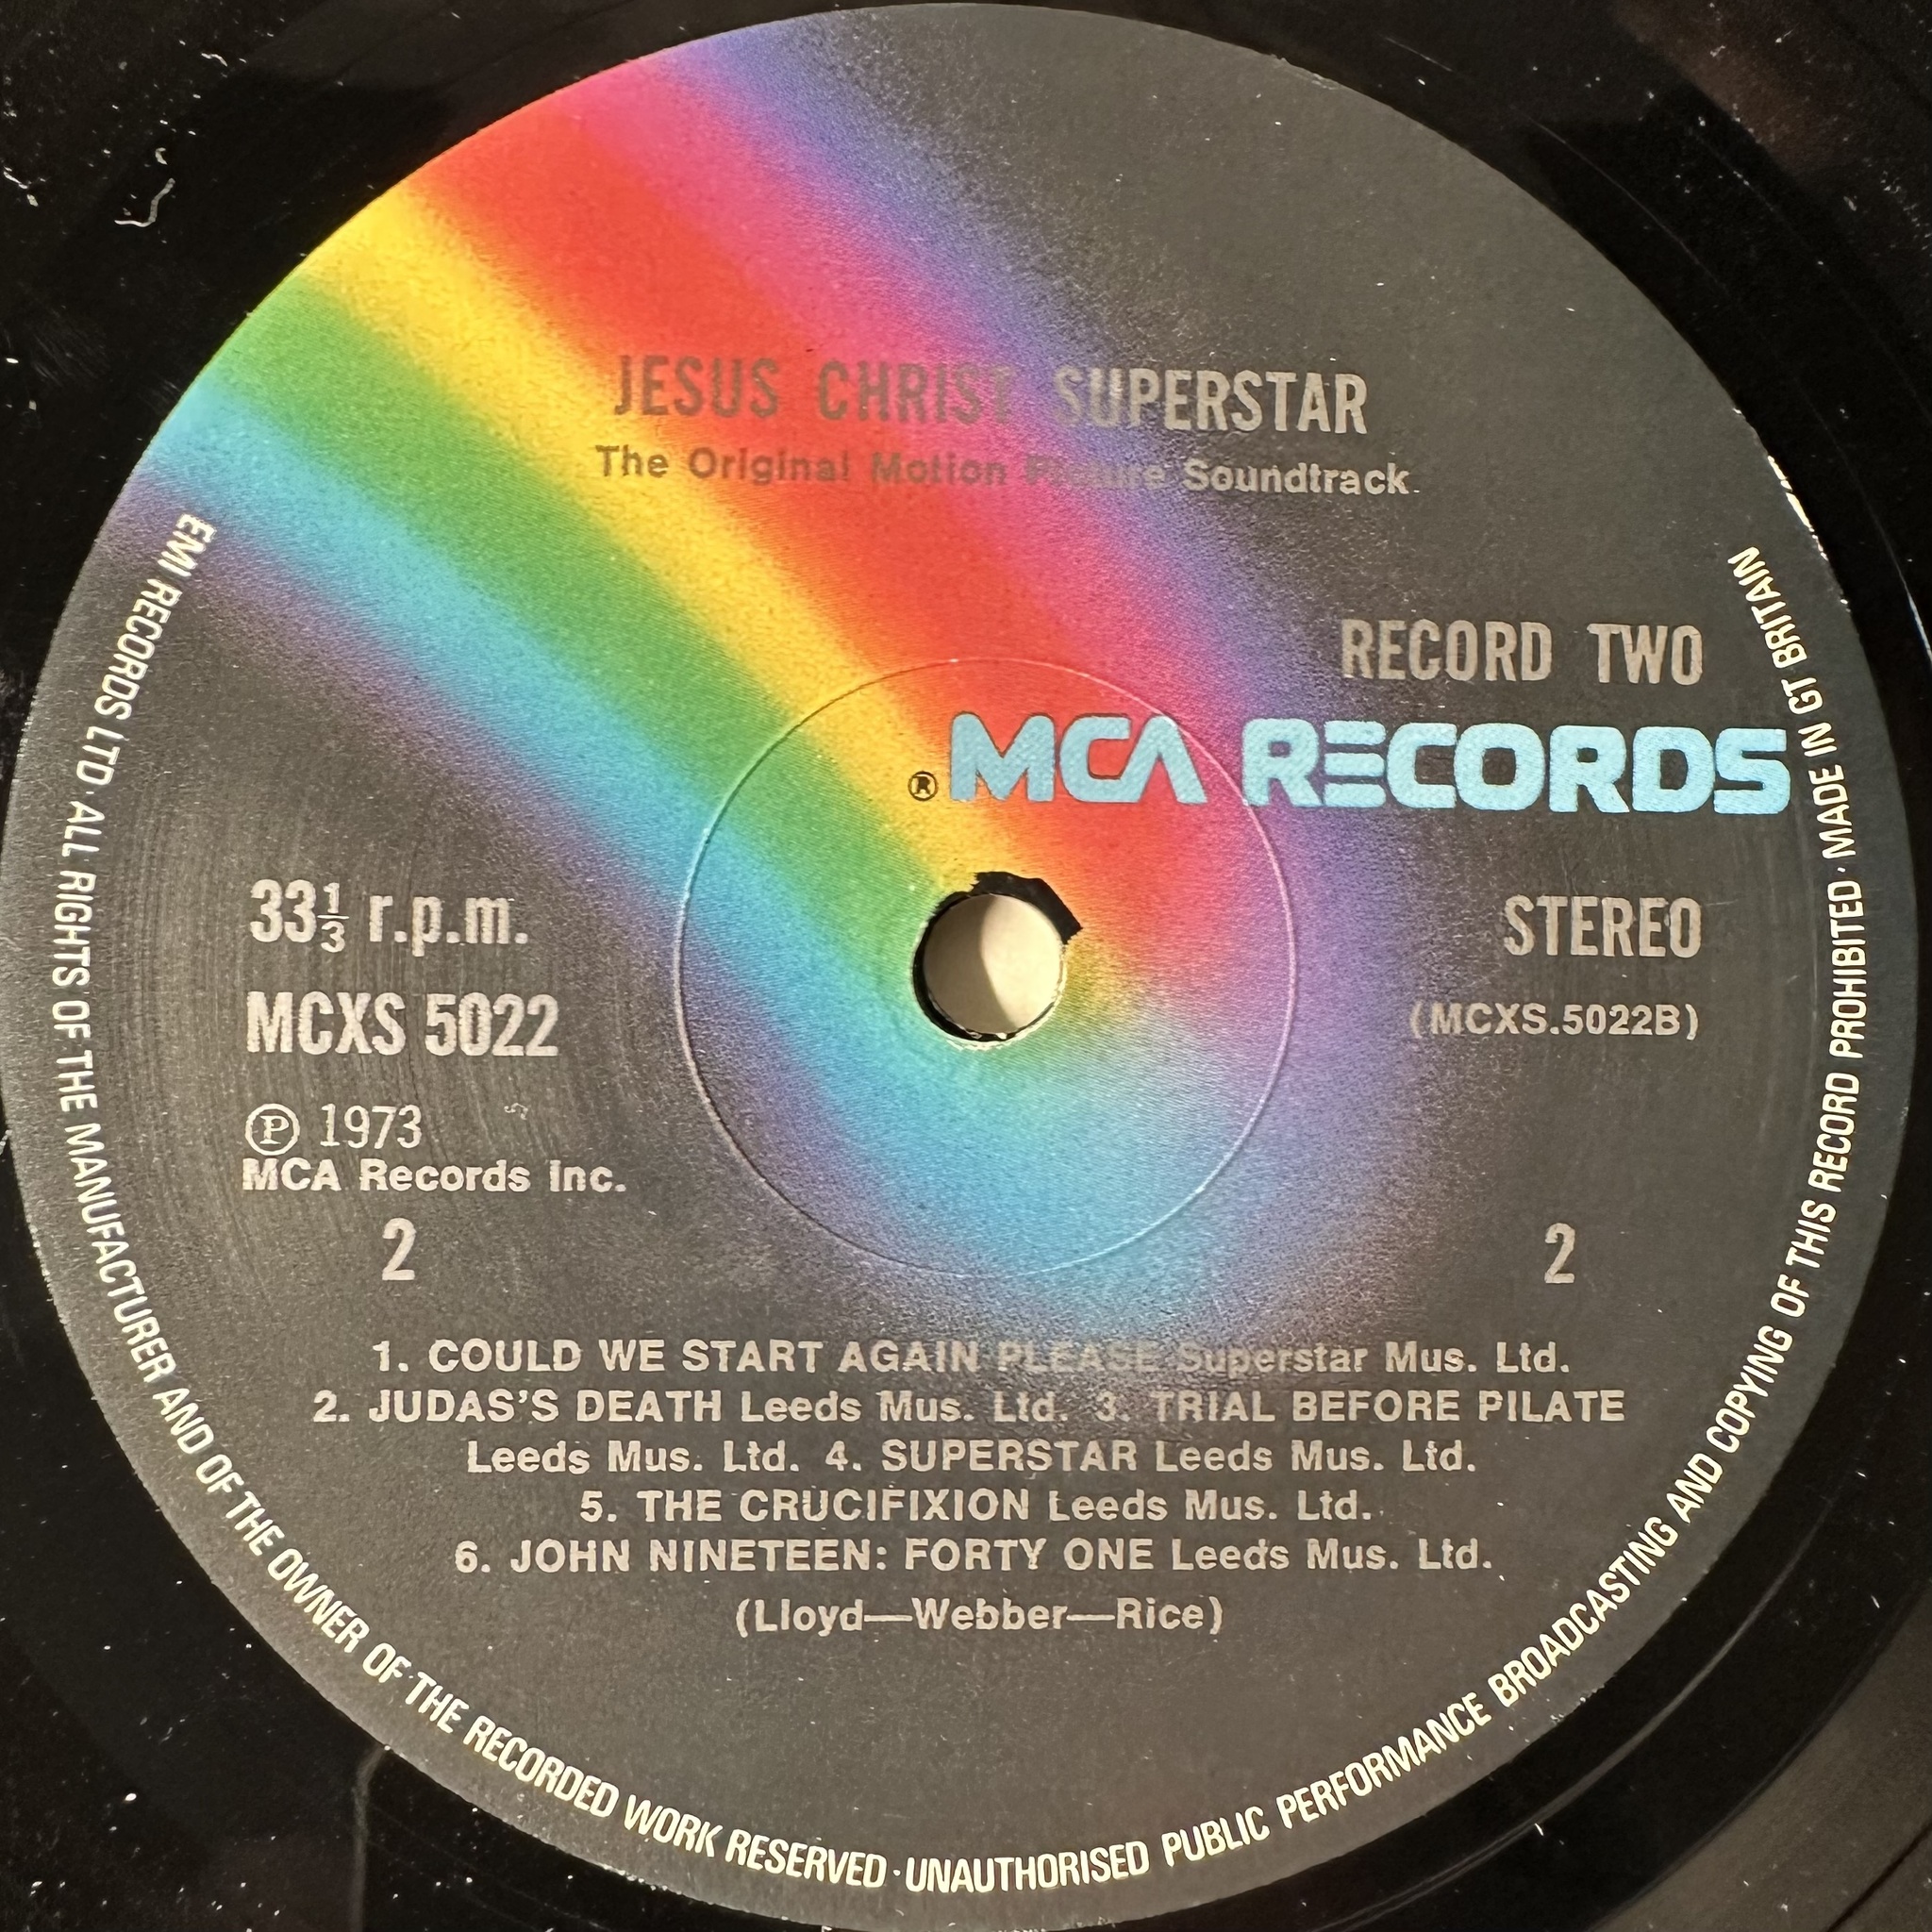 JESUS CHRIST SUPERSTAR
The Original Motion Picture Soundtrack
RECORD TWO
® MCA RECORDS
33⅓ r.p.m.
STEREO
MCXS 5022
(MCXS.5022B)
℗ 1973
MCA Records Inc.
2
2
1. COULD WE START AGAIN PLEASE Superstar Mus. Ltd.
2. JUDAS'S DEATH Leeds Mus. Ltd. 3. TRIAL BEFORE PILATE
Leeds Mus. Ltd. 4. SUPERSTAR Leeds Mus. Ltd.
5. THE CRUCIFIXION Leeds Mus. Ltd.
6. JOHN NINETEEN: FORTY ONE Leeds Mus. Ltd.
(Lloyd—Webber—Rice)
EMI RECORDS LTD · ALL RIGHTS OF THE MANUFACTURER AND OF THE OWNER OF THE RECORDED WORK RESERVED · UNAUTHORISED PUBLIC PERFORMANCE BROADCASTING AND COPYING OF THIS RECORD PROHIBITED · MADE IN GT BRITAIN